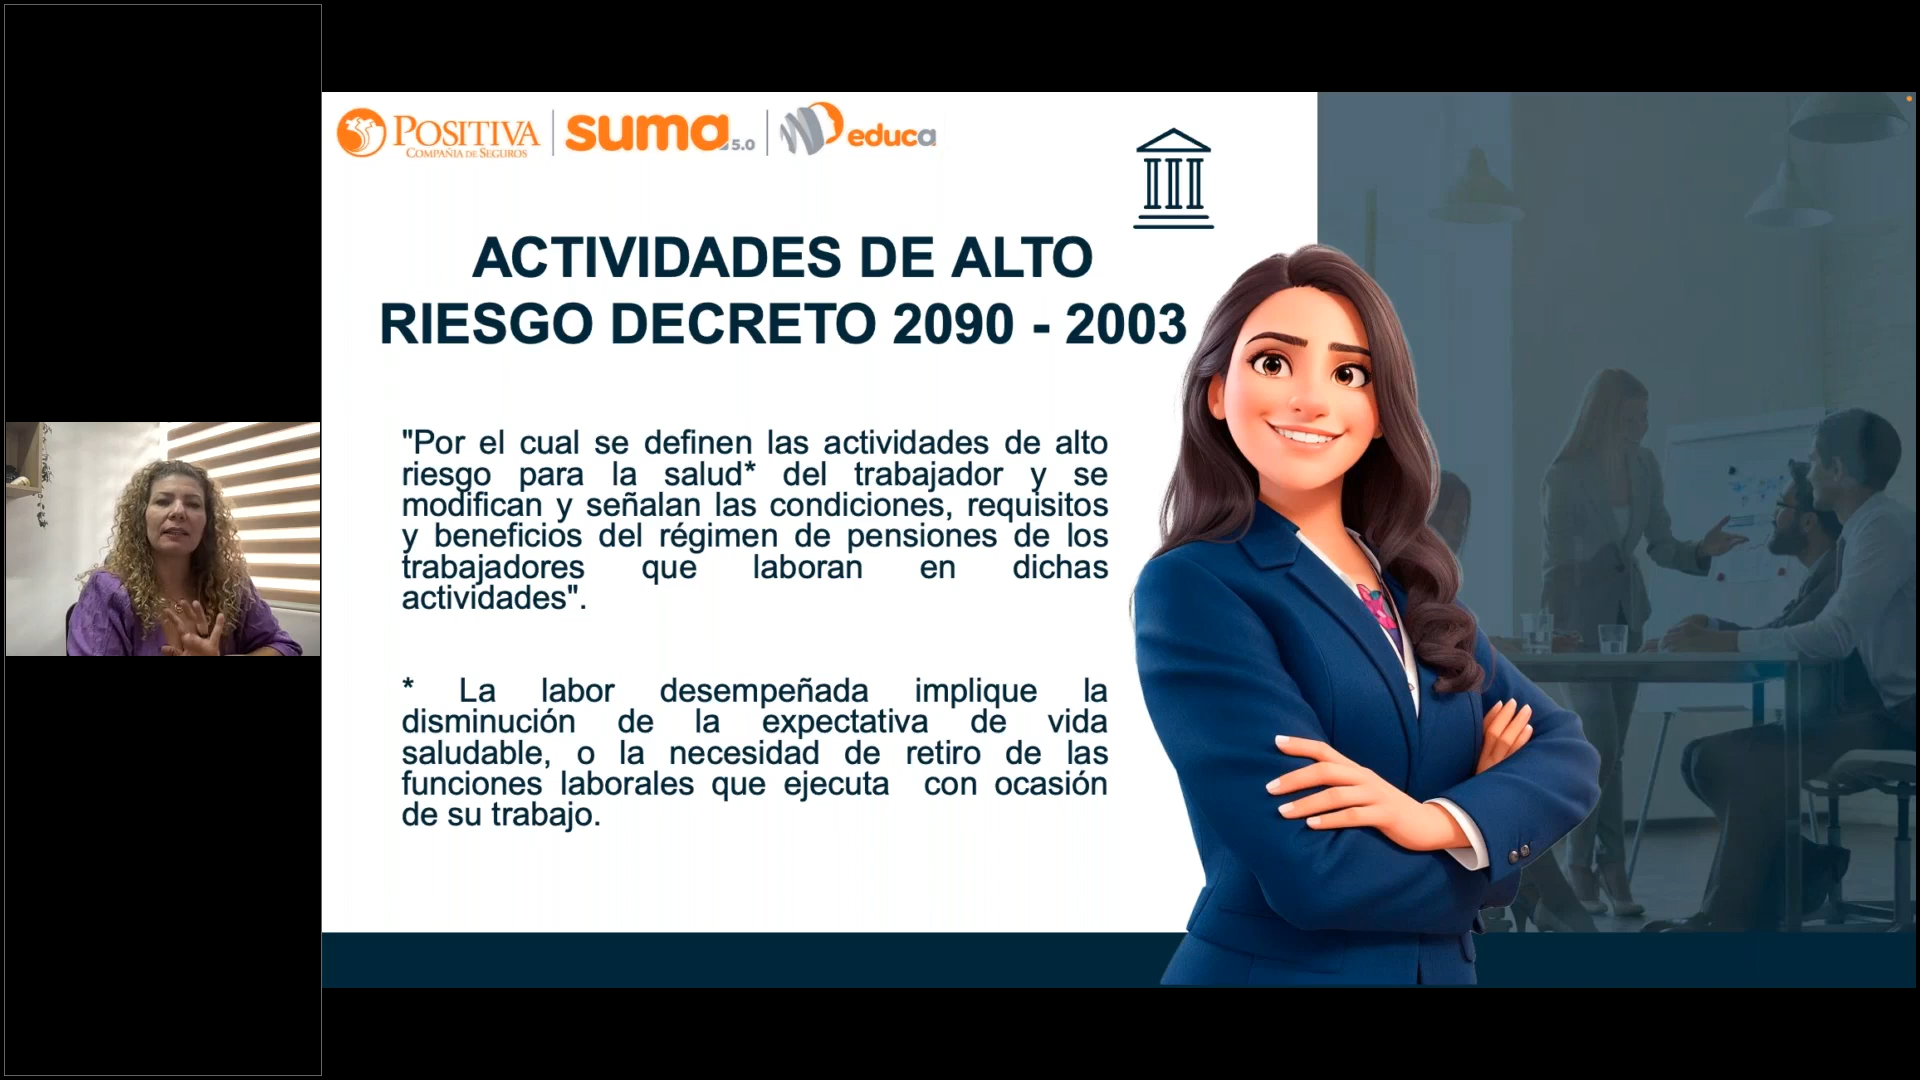 POSITIVA
COMPAÑIA DE SEGUROS
suma 5.0
educa
ACTIVIDADES DE ALTO
RIESGO DECRETO 2090 - 2003
"Por el cual se definen las actividades de alto
riesgo para la salud* del trabajador y se
modifican y señalan las condiciones, requisitos
y beneficios del régimen de pensiones de los
trabajadores que laboran en dichas
actividades".
* La labor desempeñada implique la
disminución de la expectativa de vida
saludable, o la necesidad de retiro de las
funciones laborales que ejecuta con ocasión
de su trabajo.